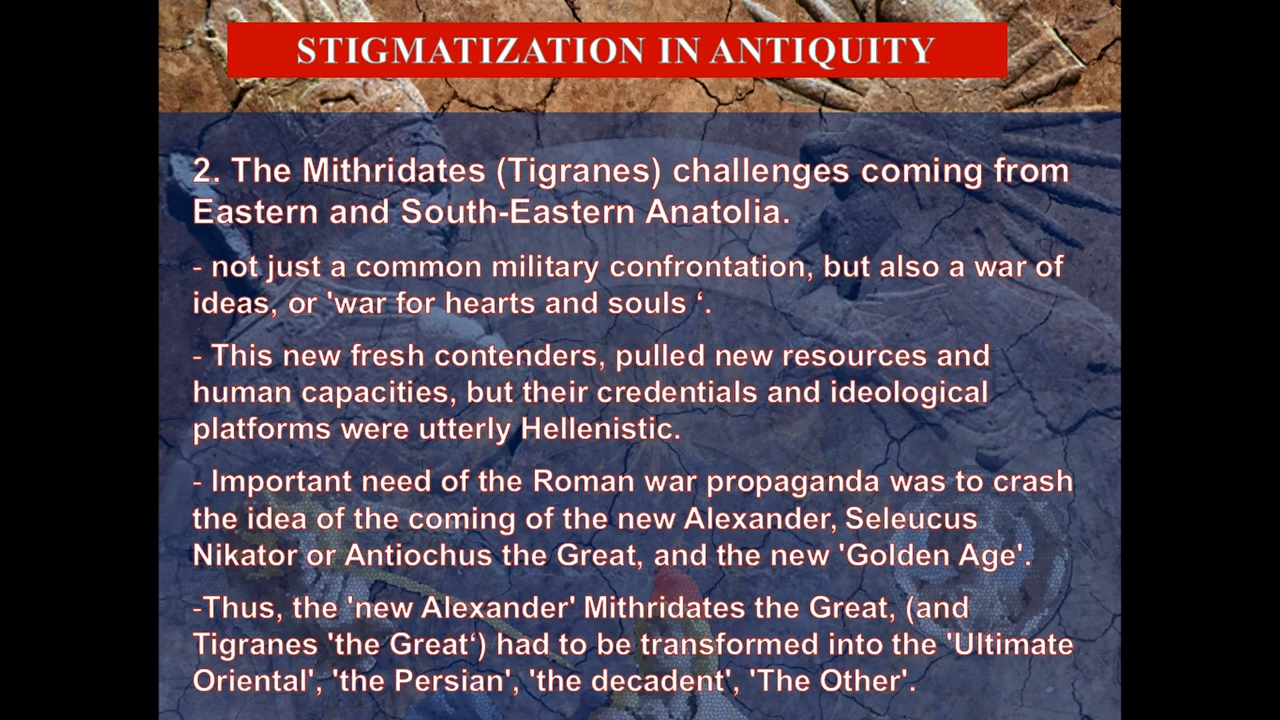 STIGMATIZATION IN ANTIQUITY
2. The Mithridates (Tigranes) challenges coming from
Eastern and South-Eastern Anatolia.
- not just a common military confrontation, but also a war of
ideas, or 'war for hearts and souls ‘.
- This new fresh contenders, pulled new resources and
human capacities, but their credentials and ideological
platforms were utterly Hellenistic.
- Important need of the Roman war propaganda was to crash
the idea of the coming of the new Alexander, Seleucus
Nikator or Antiochus the Great, and the new 'Golden Age'.
-Thus, the 'new Alexander' Mithridates the Great, (and
Tigranes 'the Great‘) had to be transformed into the 'Ultimate
Oriental', 'the Persian', 'the decadent', 'The Other'.